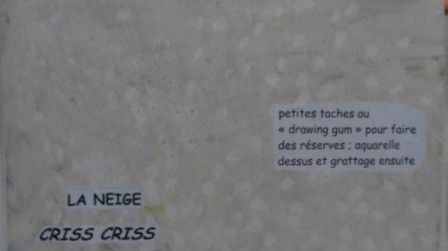 petites taches au
« drawing gum » pour faire
des réserves ; aquarelle
dessus et grattage ensuite
LA NEIGE
CRISS CRISS